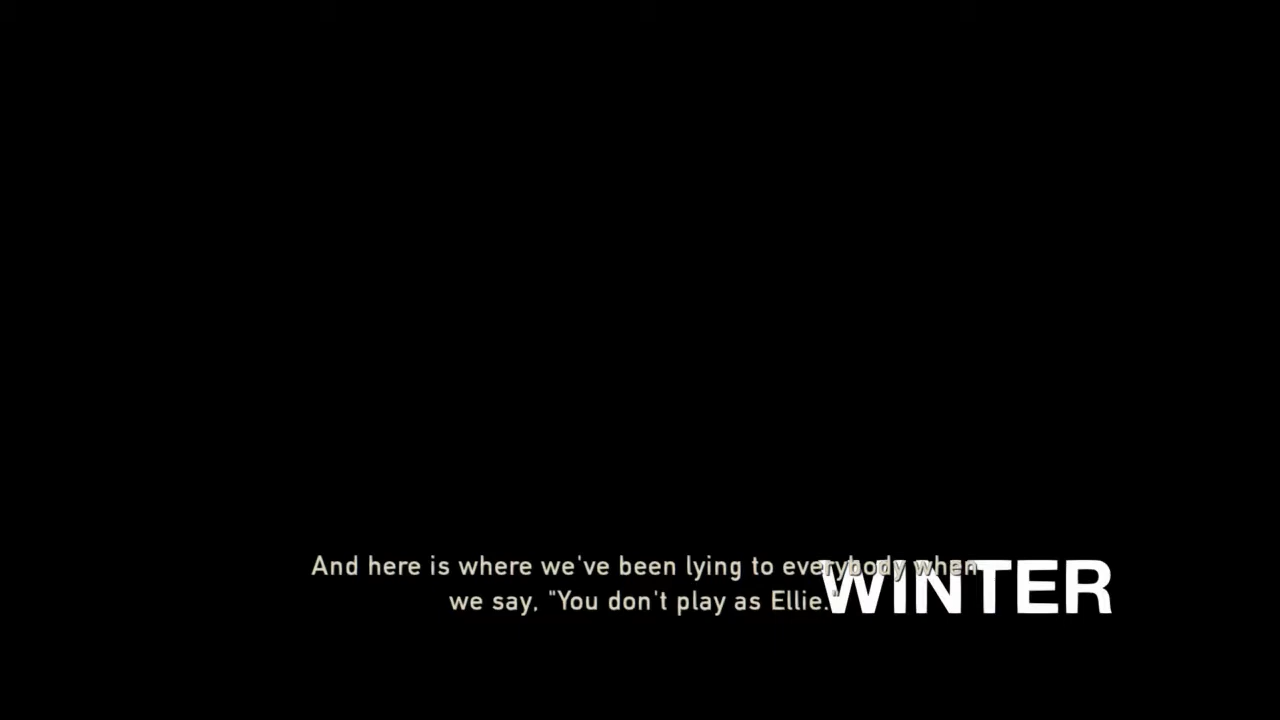 And here is where we've been lying to everybody when
we say, "You don't play as Ellie."
WINTER